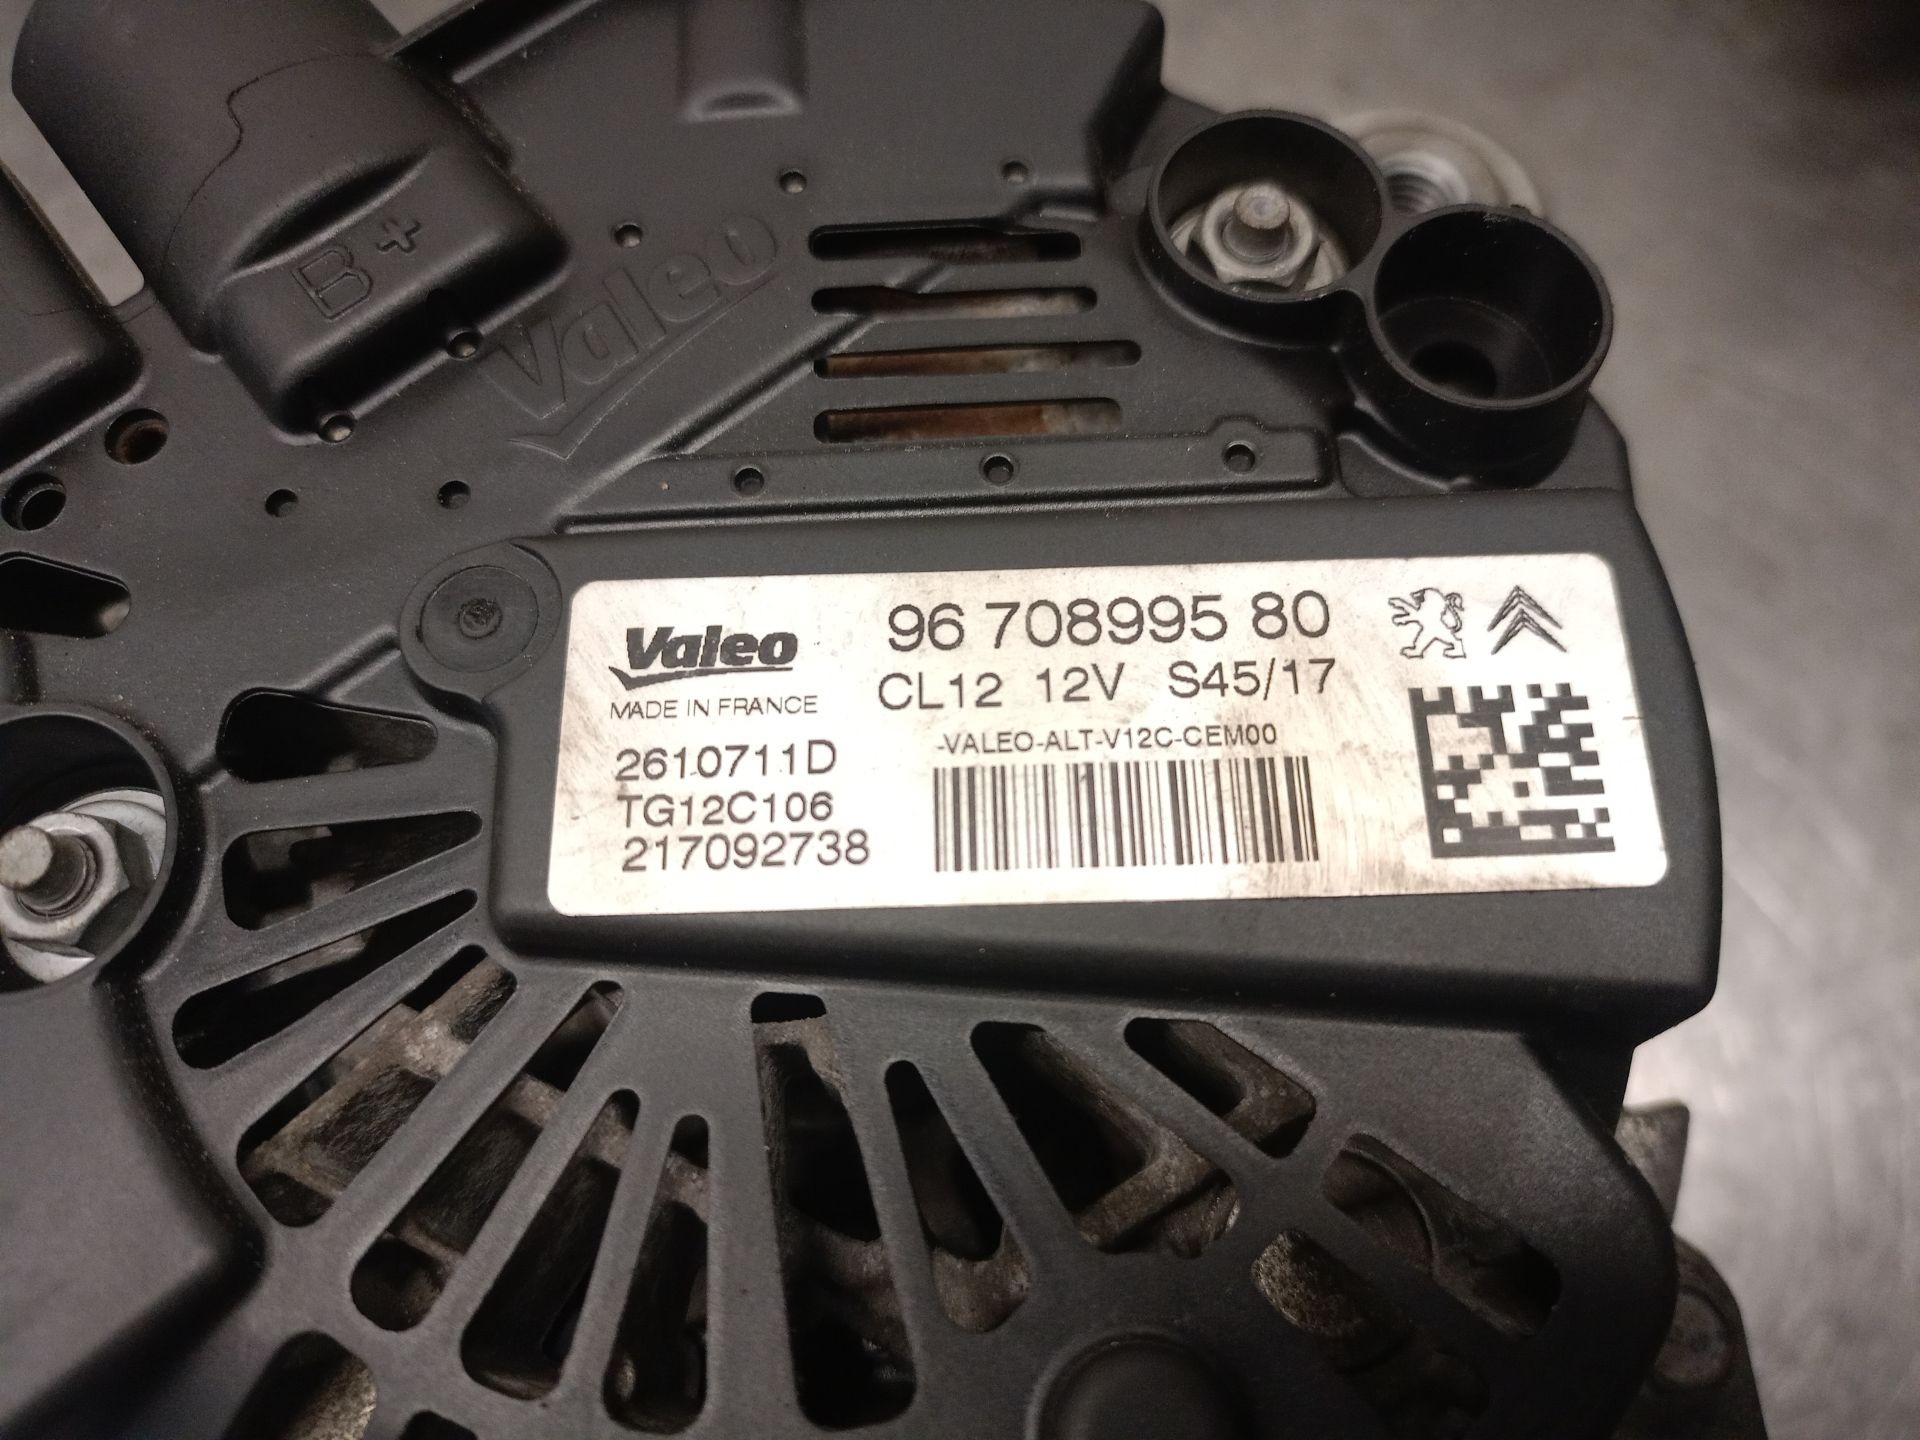 B+
Valeo
Valeo
MADE IN FRANCE
96 708995 80
CL12 12V S45/17
-VALEO-ALT-V12C-CEM00
2610711D
TG12C106
217092738